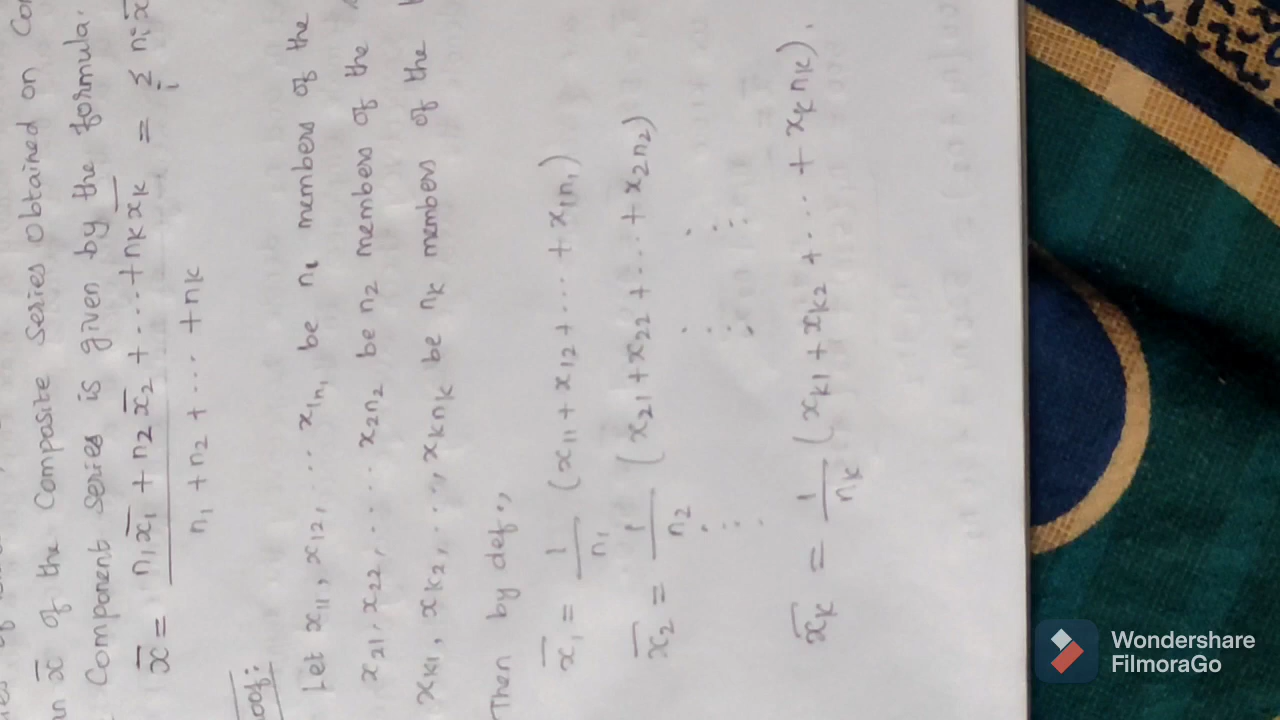 x̄ of the Composite Series obtained on
Component series is given by the formula.
x̄ = n₁x̄₁ + n₂x̄₂ + ... + nₖx̄ₖ / n₁ + n₂ + ... + nₖ = Σᵢ nᵢx̄
Let x₁₁, x₁₂, ... x₁ₙ₁ be n₁ members of the
x₂₁, x₂₂, ... x₂n₂ be n₂ members of the
xₖ₁, xₖ₂, ..., xₖnₖ be nₖ members of the
Then by def.,
x̄₁ = 1/n₁ (x₁₁ + x₁₂ + ... + x₁n₁)
x̄₂ = 1/n₂ (x₂₁ + x₂₂ + ... + x₂n₂)
x̄ₖ = 1/nₖ (xₖ₁ + xₖ₂ + ... + xₖnₖ).
Wondershare
FilmoraGo